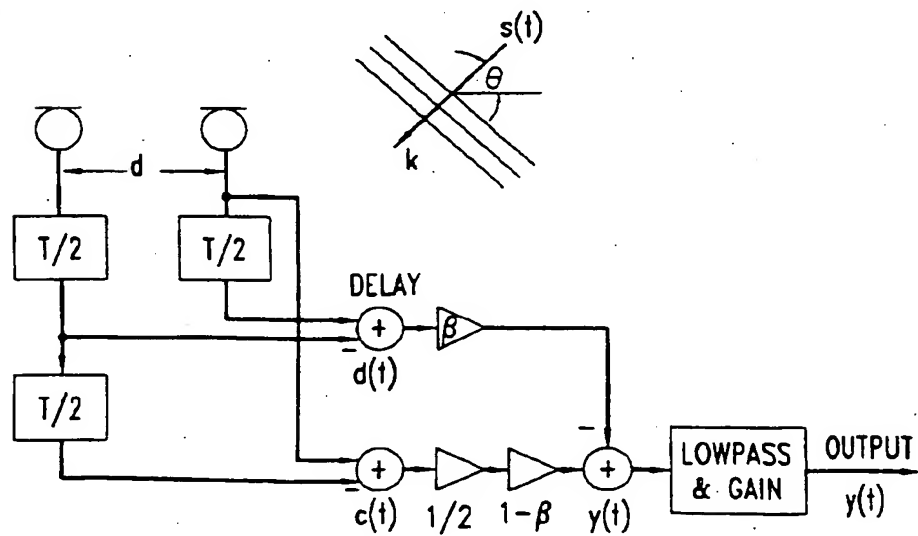 s(t)
θ
k
d
T/2
T/2
DELAY
+
β
−
d(t)
T/2
−
+
−
+
LOWPASS
& GAIN
OUTPUT
y(t)
c(t)
1/2
1-β
y(t)